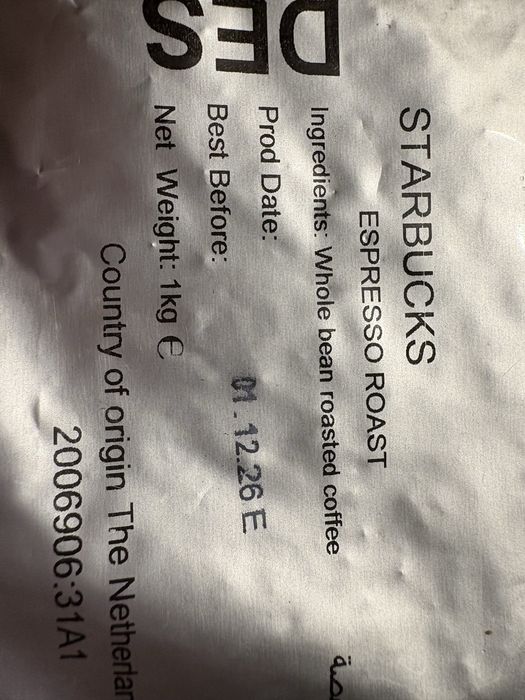 STARBUCKS
ESPRESSO ROAST
Ingredients: Whole bean roasted coffee
Prod Date:
Best Before: 01.12.26 E
Net Weight: 1kg e
Country of origin The Netherlan
2006906:31A1